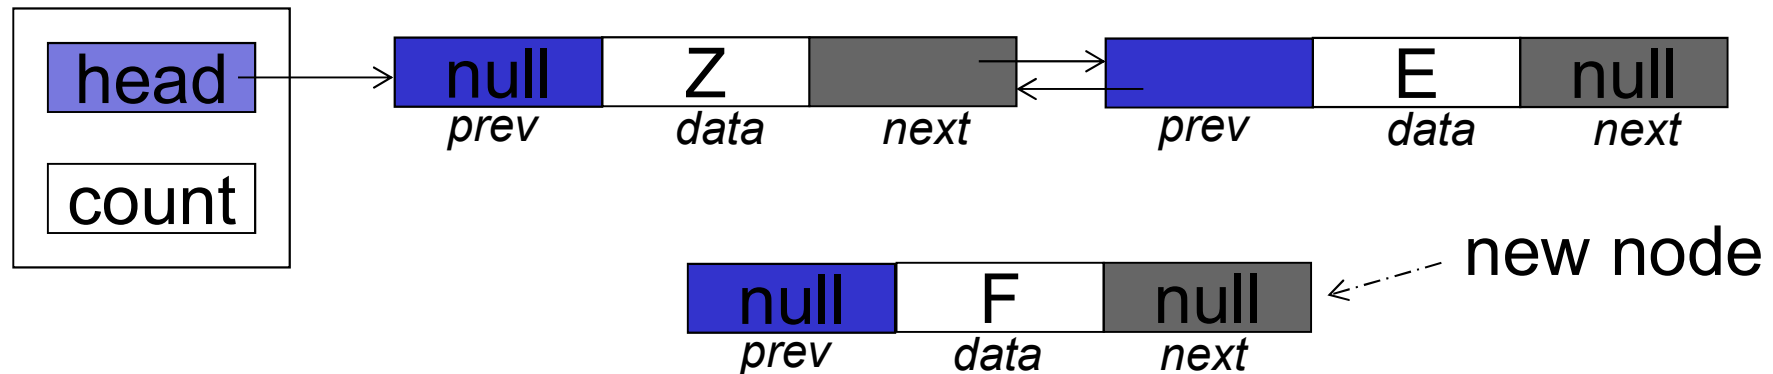 head null Z E null
prev data next prev data next
count
new node
null F null
prev data next